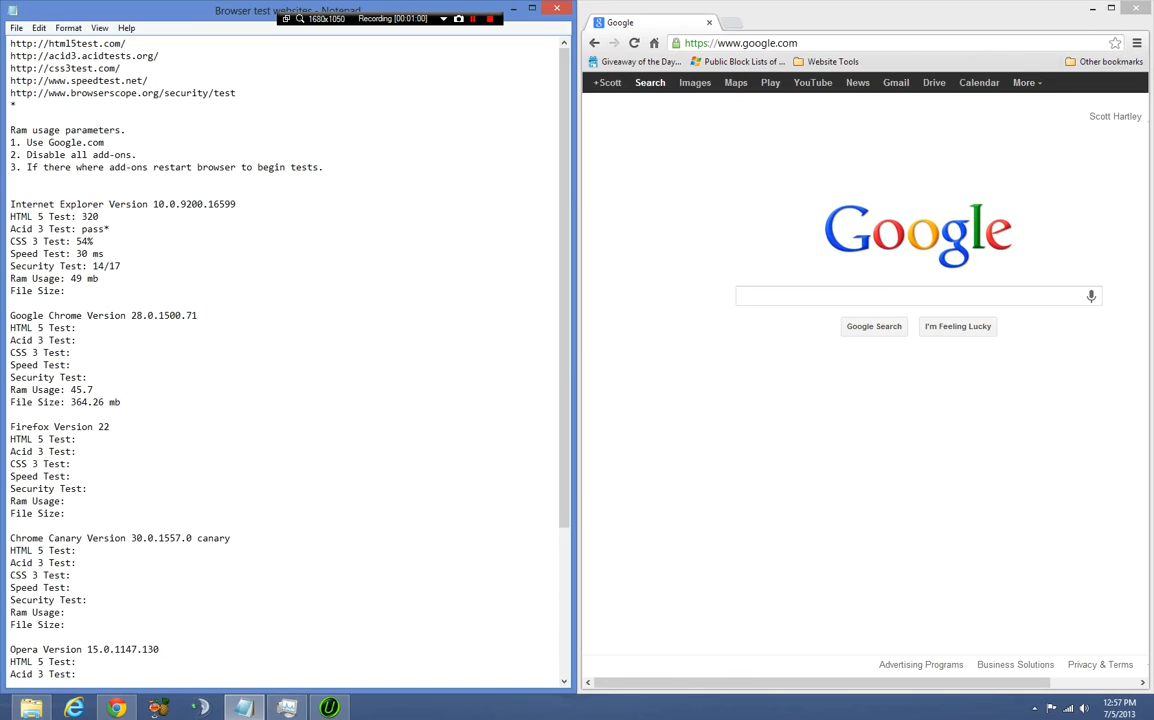 Browser test websites - Notepad
1680x1050 Recording [00:01:00]
File Edit Format View Help
http://html5test.com/
http://acid3.acidtests.org/
http://css3test.com/
http://www.speedtest.net/
http://www.browserscope.org/security/test
*
Ram usage parameters.
1. Use Google.com
2. Disable all add-ons.
3. If there where add-ons restart browser to begin tests.
Internet Explorer Version 10.0.9200.16599
HTML 5 Test: 320
Acid 3 Test: pass*
CSS 3 Test: 54%
Speed Test: 30 ms
Security Test: 14/17
Ram Usage: 49 mb
File Size:
Google Chrome Version 28.0.1500.71
HTML 5 Test:
Acid 3 Test:
CSS 3 Test:
Speed Test:
Security Test:
Ram Usage: 45.7
File Size: 364.26 mb
Firefox Version 22
HTML 5 Test:
Acid 3 Test:
CSS 3 Test:
Speed Test:
Security Test:
Ram Usage:
File Size:
Chrome Canary Version 30.0.1557.0 canary
HTML 5 Test:
Acid 3 Test:
CSS 3 Test:
Speed Test:
Security Test:
Ram Usage:
File Size:
Opera Version 15.0.1147.130
HTML 5 Test:
Acid 3 Test:
Google
https://www.google.com
Giveaway of the Day... Public Block Lists of ... Website Tools Other bookmarks
+Scott Search Images Maps Play YouTube News Gmail Drive Calendar More
Scott Hartley
Google
Google Search I'm Feeling Lucky
Advertising Programs Business Solutions Privacy & Terms
12:57 PM
7/5/2013